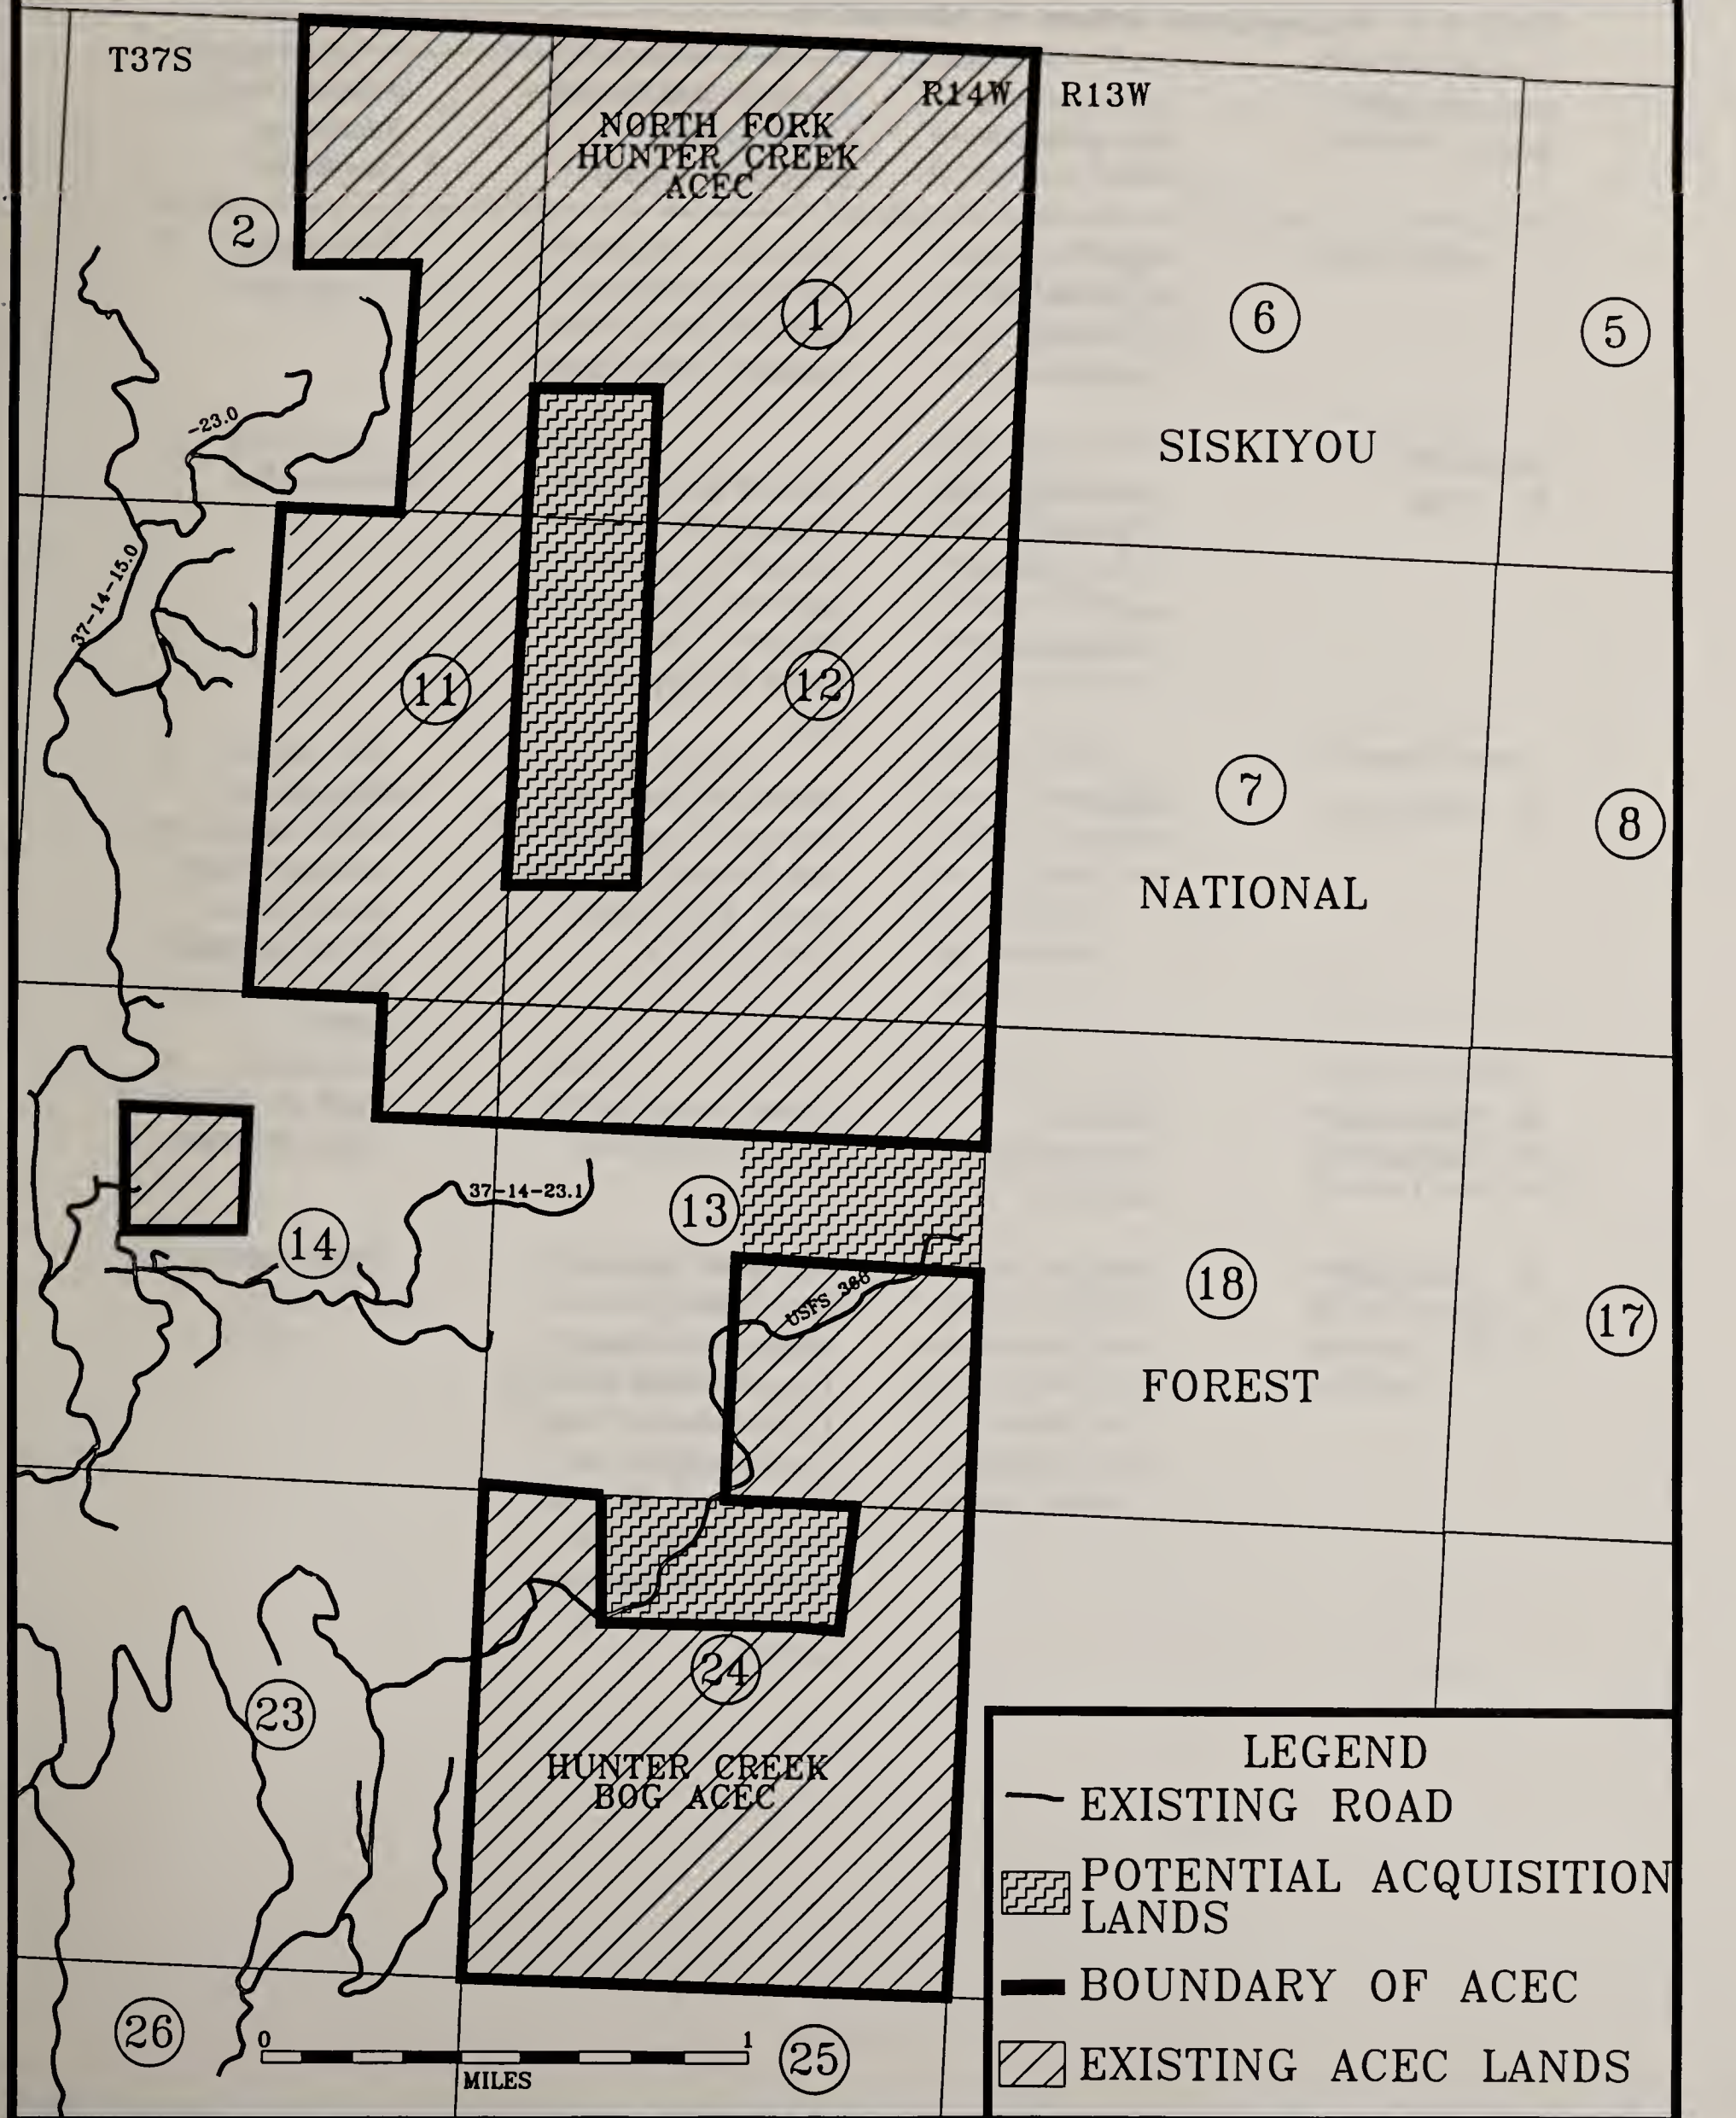 T37S
R14W
R13W
NORTH FORK
HUNTER CREEK
ACEC
2
1
6
5
-23.0
SISKIYOU
37-14-15.0
11
12
7
8
NATIONAL
37-14-23.1
13
14
18
17
USFS 360
FOREST
24
23
HUNTER CREEK
BOG ACEC
LEGEND
EXISTING ROAD
POTENTIAL ACQUISITION
LANDS
BOUNDARY OF ACEC
EXISTING ACEC LANDS
26
0
1
25
MILES